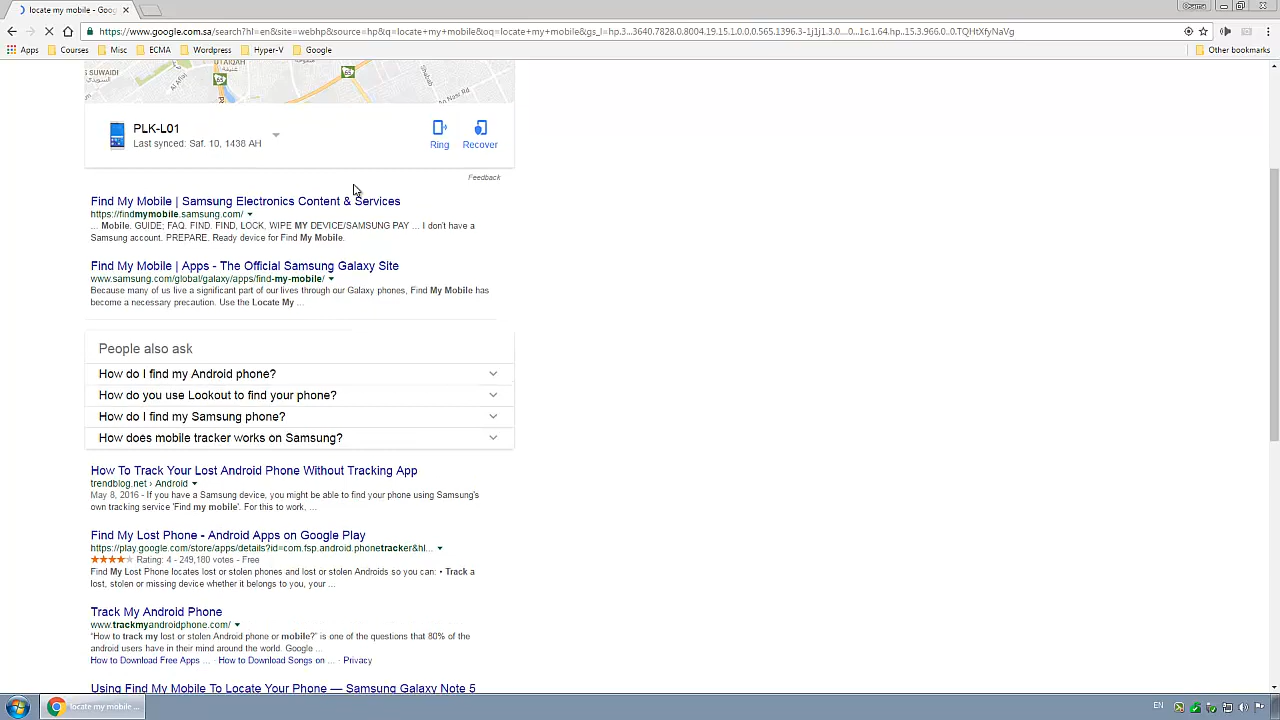 locate my mobile - Goog
https://www.google.com.sa/search?hl=en&site=webhp&source=hp&q=locate+my+mobile&oq=locate+my+mobile&gs_l=hp.3...3640.7828.0.8004.19.15.1.0.0.0.565.1396.3-1j1j1.3.0...0...1c.1.64.hp..15.3.966.0..0.TQHtXfyNaVg
Apps Courses Misc ECMA Wordpress Hyper-V Google Other bookmarks
S SUWAIDI
السويدي
UTAIQAH
عتيقة
PLK-L01
Last synced: Saf. 10, 1438 AH
Ring Recover
Feedback
Find My Mobile | Samsung Electronics Content & Services
https://findmymobile.samsung.com/
... Mobile. GUIDE; FAQ. FIND. FIND, LOCK, WIPE MY DEVICE/SAMSUNG PAY ... I don't have a
Samsung account. PREPARE. Ready device for Find My Mobile.
Find My Mobile | Apps - The Official Samsung Galaxy Site
www.samsung.com/global/galaxy/apps/find-my-mobile/
Because many of us live a significant part of our lives through our Galaxy phones, Find My Mobile has
become a necessary precaution. Use the Locate My ...
People also ask
How do I find my Android phone?
How do you use Lookout to find your phone?
How do I find my Samsung phone?
How does mobile tracker works on Samsung?
How To Track Your Lost Android Phone Without Tracking App
trendblog.net › Android
May 8, 2016 - If you have a Samsung device, you might be able to find your phone using Samsung's
own tracking service 'Find my mobile'. For this to work, ...
Find My Lost Phone - Android Apps on Google Play
https://play.google.com/store/apps/details?id=com.fsp.android.phonetracker&hl...
Rating: 4 - 249,180 votes - Free
Find My Lost Phone locates lost or stolen phones and lost or stolen Androids so you can: • Track a
lost, stolen or missing device whether it belongs to you, your ...
Track My Android Phone
www.trackmyandroidphone.com/
"How to track my lost or stolen Android phone or mobile?" is one of the questions that 80% of the
android users have in their mind around the world. Google ...
How to Download Free Apps ... · How to Download Songs on ... · Privacy
Using Find My Mobile To Locate Your Phone — Samsung Galaxy Note 5
locate my mobile ...
EN